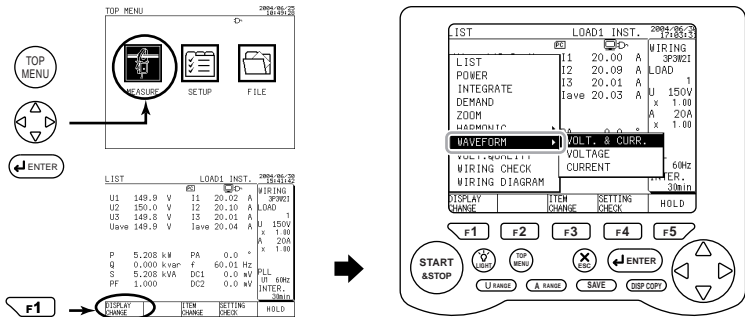 TOP MENU
2004/06/25
10:49:28
TOP
MENU
MEASURE
SETUP
FILE
ENTER
LIST
LOAD1 INST.
2004/06/30
15:41:42
PC
WIRING
3P3W2I
U1 149.9 V I1 20.02 A
LOAD
U2 150.0 V I2 20.10 A
1
U3 149.8 V I3 20.01 A
U 150V
Uave 149.9 V Iave 20.04 A
x 1.00
A 20A
x 1.00
P 5.208 kW PA 0.0 °
Q 0.000 kvar f 60.01 Hz
S 5.208 kVA DC1 0.0 mV
PLL
PF 1.000 DC2 0.0 mV
U1 60Hz
INTER.
30min
DISPLAY
CHANGE
ITEM
CHANGE
SETTING
CHECK
HOLD
F1
LIST
LOAD1 INST.
2004/06/30
17:03:3
PC
WIRING
3P3W2I
I1 20.00 A
I2 20.09 A
LOAD
I3 20.01 A
1
Iave 20.03 A
U 150V
x 1.00
A 20A
x 1.00
LIST
POWER
INTEGRATE
DEMAND
ZOOM
HARMONIC
WAVEFORM
VOLT. & CURR.
VOLTAGE
CURRENT
VOLT.QUALITY
WIRING CHECK
WIRING DIAGRAM
60Hz
30min
DISPLAY
CHANGE
ITEM
CHANGE
SETTING
CHECK
HOLD
F1
F2
F3
F4
F5
START
&STOP
LIGHT
TOP
MENU
ESC
ENTER
U RANGE
A RANGE
SAVE
DISP COPY